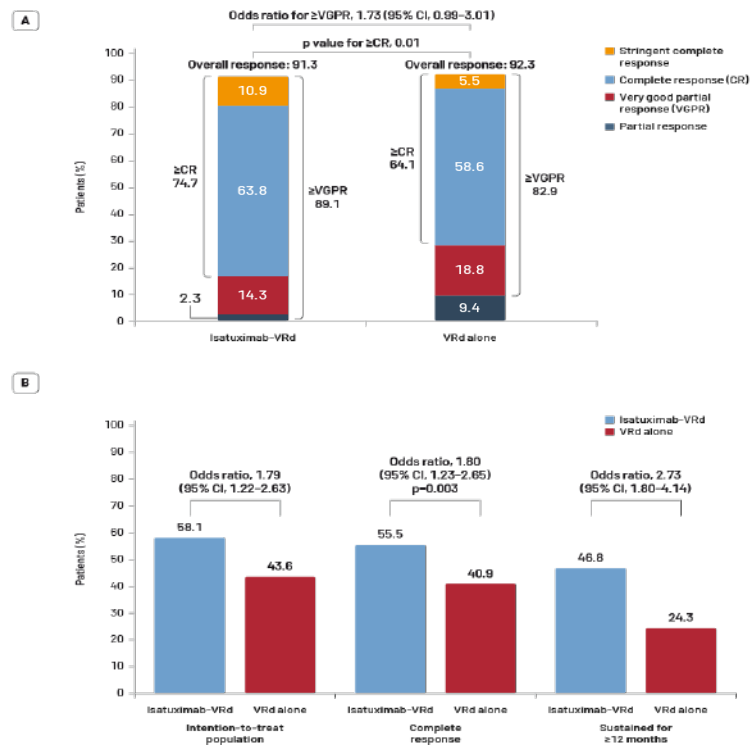 A
Odds ratio for ≥VGPR, 1.73 (95% CI, 0.99–3.01)
p value for ≥CR, 0.01
Overall response: 91.3
Overall response: 92.3
Stringent complete
response
Complete response (CR)
Very good partial
response (VGPR)
Partial response
Patients (%)
100
90
80
70
60
50
40
30
20
10
0
10.9
63.8
14.3
2.3
≥CR
74.7
≥VGPR
89.1
5.5
58.6
18.8
9.4
≥CR
64.1
≥VGPR
82.9
Isatuximab-VRd
VRd alone
B
Isatuximab-VRd
VRd alone
Patients (%)
100
90
80
70
60
50
40
30
20
10
0
Odds ratio, 1.79
(95% CI, 1.22–2.63)
58.1
43.6
Odds ratio, 1.80
(95% CI, 1.23–2.65)
p=0.003
55.5
40.9
Odds ratio, 2.73
(95% CI, 1.80–4.14)
46.8
24.3
Isatuximab-VRd
VRd alone
Isatuximab-VRd
VRd alone
Isatuximab-VRd
VRd alone
Intention-to-treat
population
Complete
response
Sustained for
≥12 months